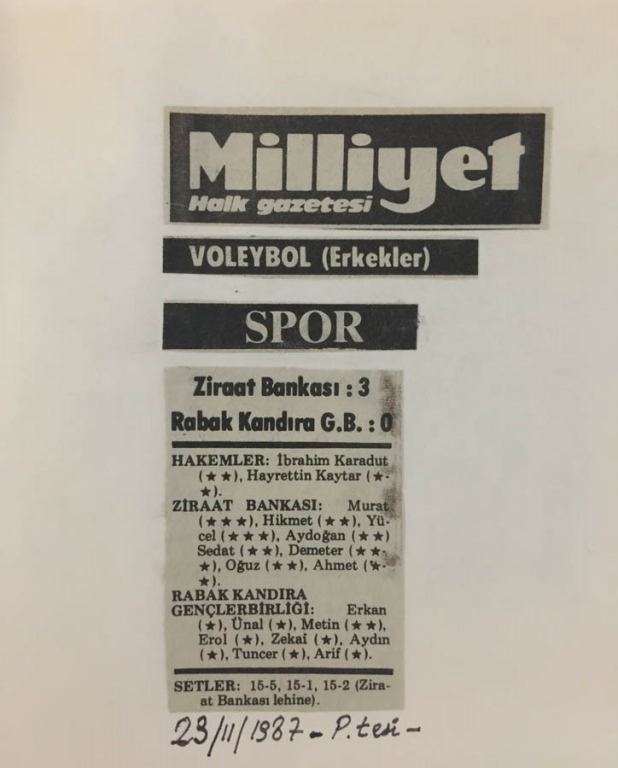 Milliyet
Halk gazetesi
VOLEYBOL (Erkekler)
SPOR
Ziraat Bankası : 3
Rabak Kandıra G.B. : 0
HAKEMLER: İbrahim Karadut
(★★), Hayrettin Kaytar (★-
★).
ZİRAAT BANKASI: Murat
(★★★), Hikmet (★★), Yü-
cel (★★★), Aydoğan (★★)
Sedat (★★), Demeter (★★-
★), Oğuz (★★), Ahmet (★-
★).
RABAK KANDIRA
GENÇLERBİRLİĞİ: Erkan
(★), Ünal (★), Metin (★★),
Erol (★), Zekai (★), Aydın
(★), Tuncer (★), Arif (★).
SETLER: 15-5, 15-1, 15-2 (Zira-
at Bankası lehine).
23/11/1987 - P.tesi -